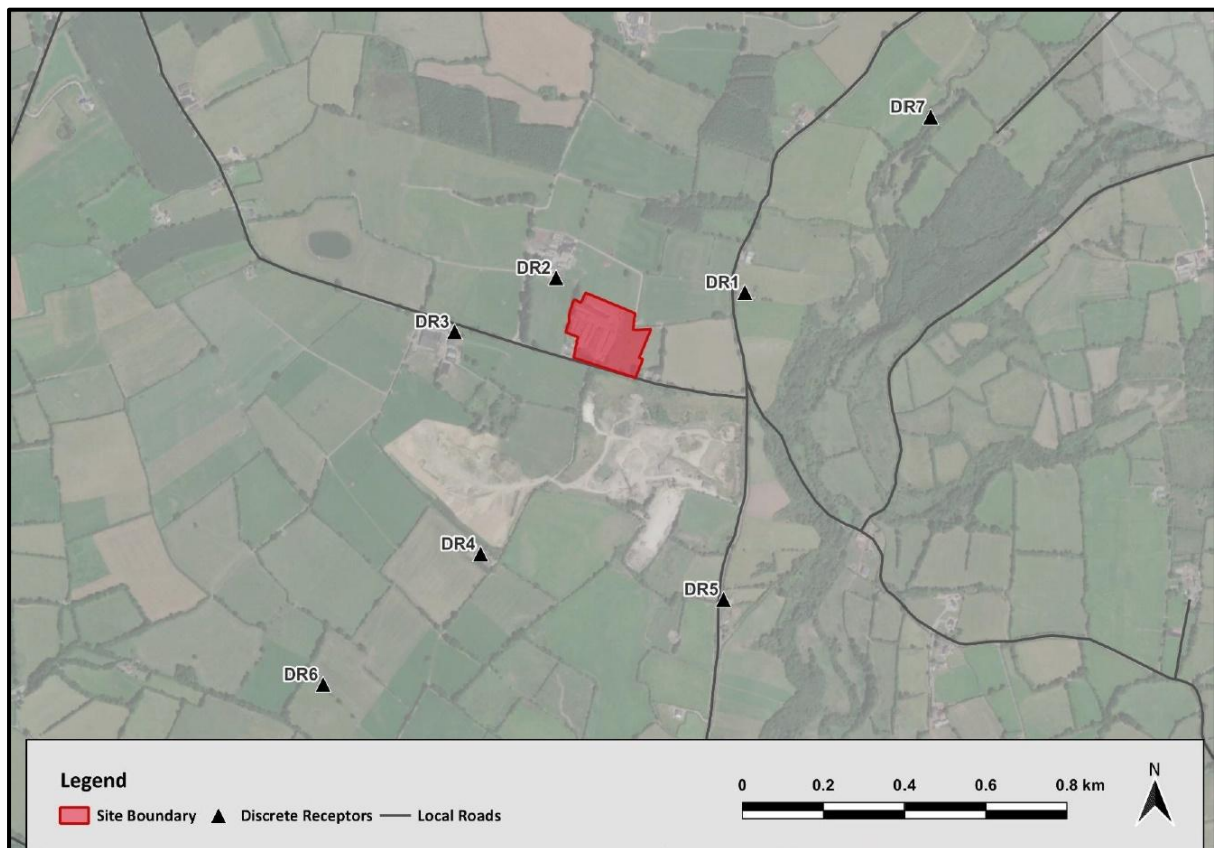 DR7
DR2
DR1
DR3
DR4
DR5
DR6
Legend
Site Boundary Discrete Receptors Local Roads
0 0.2 0.4 0.6 0.8 km
N